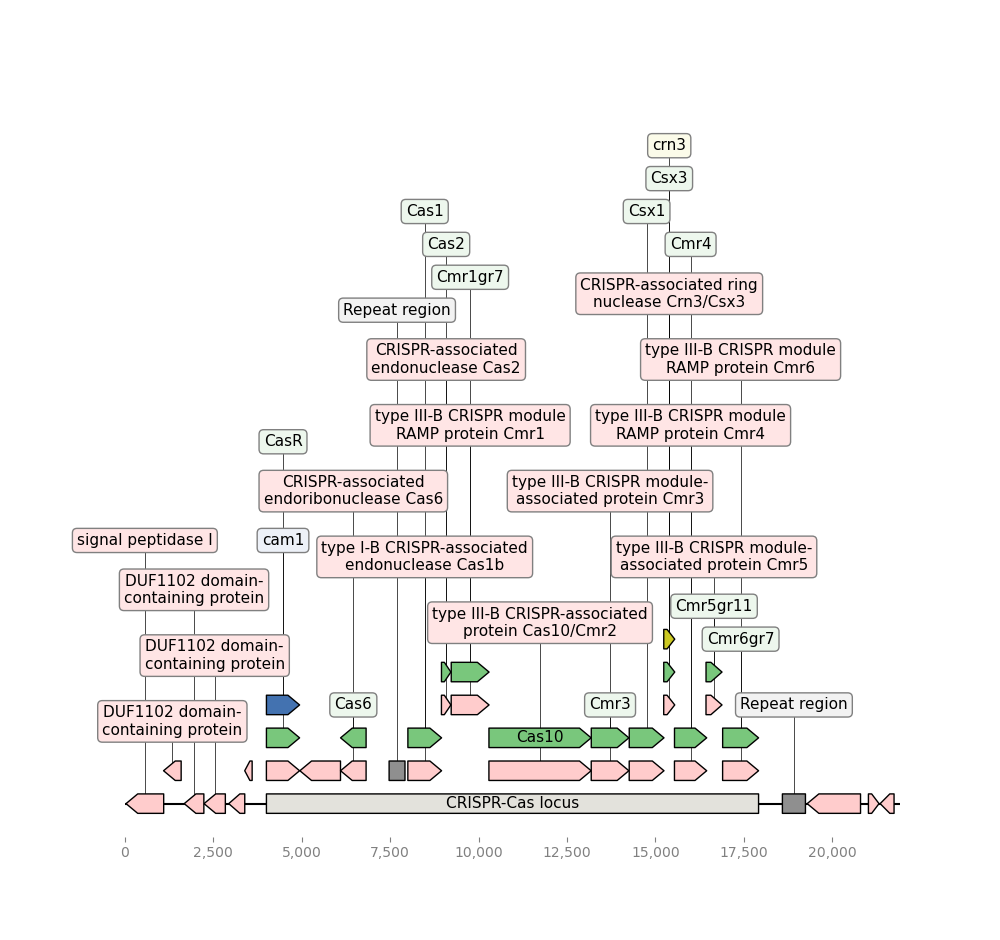 crn3
Csx3
Cas1
Csx1
Cas2
Cmr4
Cmr1gr7
CRISPR-associated ring
nuclease Crn3/Csx3
Repeat region
CRISPR-associated
endonuclease Cas2
type III-B CRISPR module
RAMP protein Cmr6
type III-B CRISPR module
RAMP protein Cmr1
type III-B CRISPR module
RAMP protein Cmr4
CasR
CRISPR-associated
endoribonuclease Cas6
type III-B CRISPR module-
associated protein Cmr3
signal peptidase I
cam1
type I-B CRISPR-associated
endonuclease Cas1b
type III-B CRISPR module-
associated protein Cmr5
DUF1102 domain-
containing protein
type III-B CRISPR-associated
protein Cas10/Cmr2
Cmr5gr11
Cmr6gr7
DUF1102 domain-
containing protein
DUF1102 domain-
containing protein
Cas6
Cmr3
Repeat region
Cas10
CRISPR-Cas locus
0
2,500
5,000
7,500
10,000
12,500
15,000
17,500
20,000